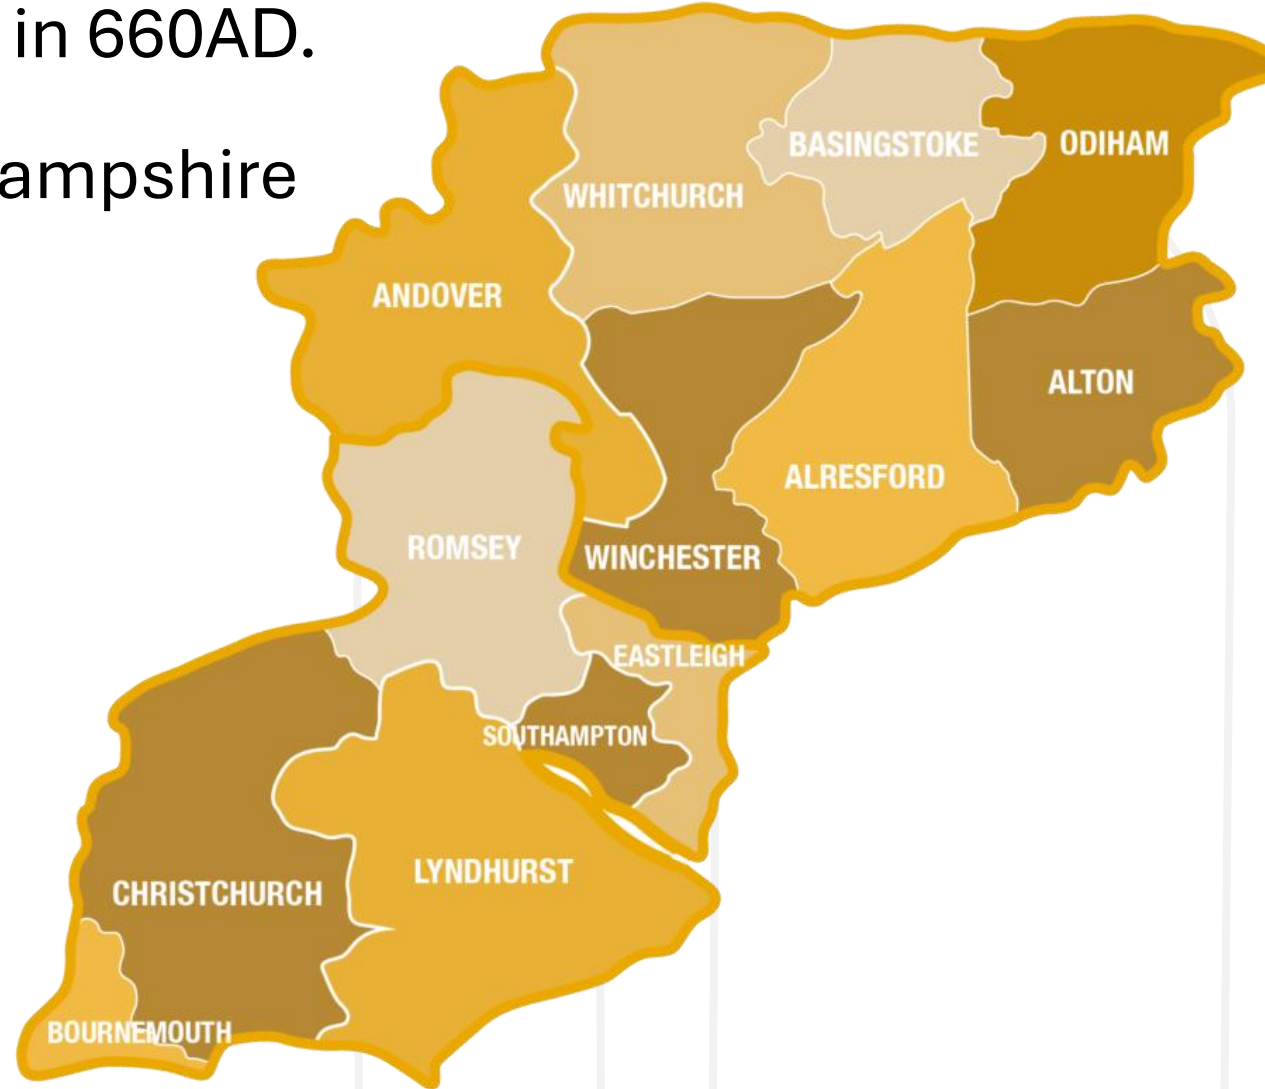 in 660AD.
ampshire
BASINGSTOKE
ODIHAM
WHITCHURCH
ANDOVER
ALTON
ALRESFORD
ROMSEY
WINCHESTER
EASTLEIGH
SOUTHAMPTON
LYNDHURST
CHRISTCHURCH
BOURNEMOUTH